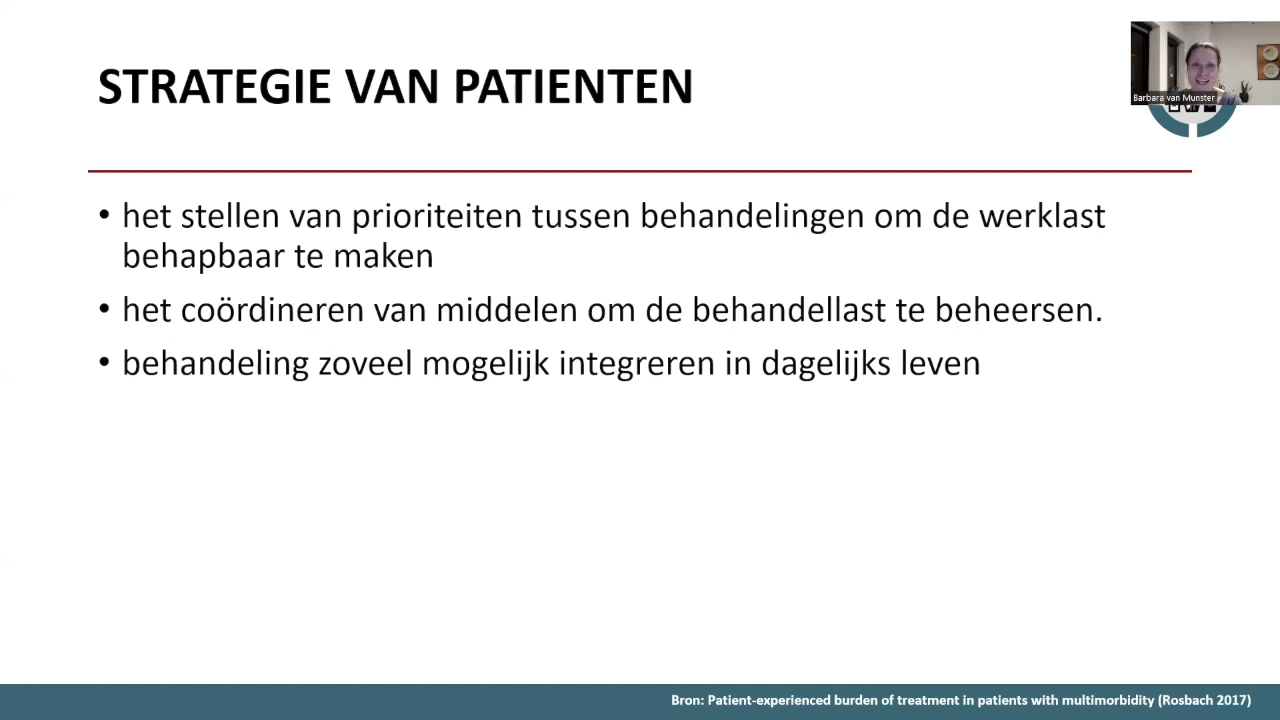 STRATEGIE VAN PATIENTEN
Barbara van Munster
• het stellen van prioriteiten tussen behandelingen om de werklast
behapbaar te maken
• het coördineren van middelen om de behandellast te beheersen.
• behandeling zoveel mogelijk integreren in dagelijks leven
Bron: Patient-experienced burden of treatment in patients with multimorbidity (Rosbach 2017)